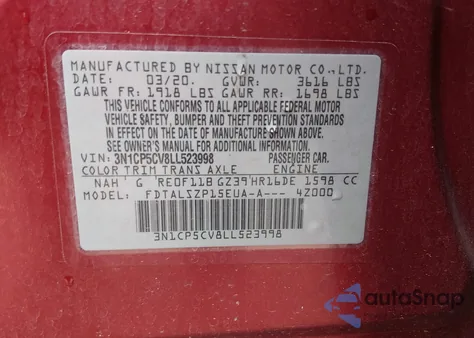 MANUFACTURED BY NISSAN MOTOR CO., LTD.
DATE: 03/20. GVWR: 3616 LBS
GAWR FR: 1918 LBS GAWR RR: 1698 LBS
THIS VEHICLE CONFORMS TO ALL APPLICABLE FEDERAL MOTOR
VEHICLE SAFETY, BUMPER AND THEFT PREVENTION STANDARDS
IN EFFECT ON THE DATE OF MANUFACTURE SHOWN ABOVE.
SEE OWNER'S MANUAL FOR ADDITIONAL INFORMATION.
VIN: 3N1CP5CV8LL523998 PASSENGER CAR.
COLOR TRIM TRANS AXLE ENGINE
NAH G RE0F11B GZ39 HR16DE 1598 CC
MODEL: FDTALSZP15EUA-A--- 4Z000
3N1CP5CV8LL523998
autoSnap